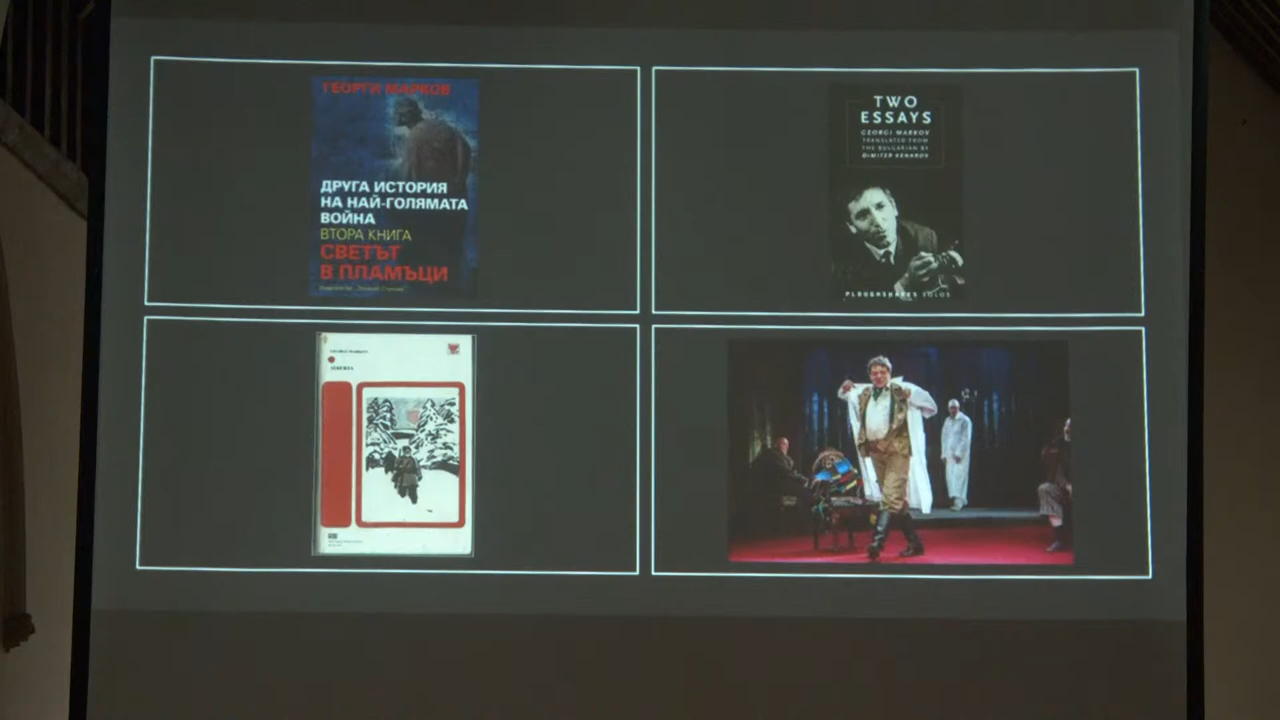 ГЕОРГИ МАРКОВ
ДРУГА ИСТОРИЯ
НА НАЙ-ГОЛЯМАТА
ВОЙНА
ВТОРА КНИГА
СВЕТЪТ
В ПЛАМЪЦИ
TWO
ESSAYS
GEORGI MARKOV
TRANSLATED FROM
THE BULGARIAN BY
DIMITER KENAROV
PLOUGHSHARES SOLOS